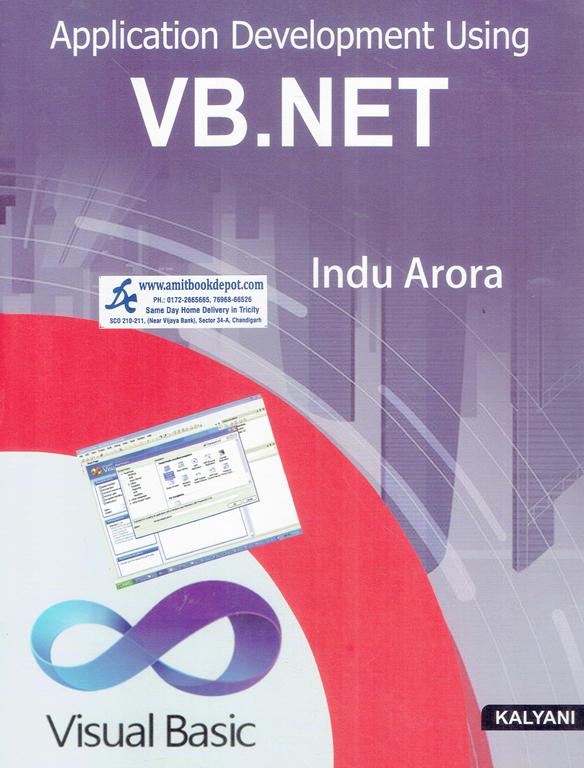 Application Development Using
VB.NET
Indu Arora
www.amitbookdepot.com
PH.: 0172-2665665, 76968-66526
Same Day Home Delivery in Tricity
SCO 210-211, (Near Vijaya Bank), Sector 34-A, Chandigarh
Visual Basic
KALYANI